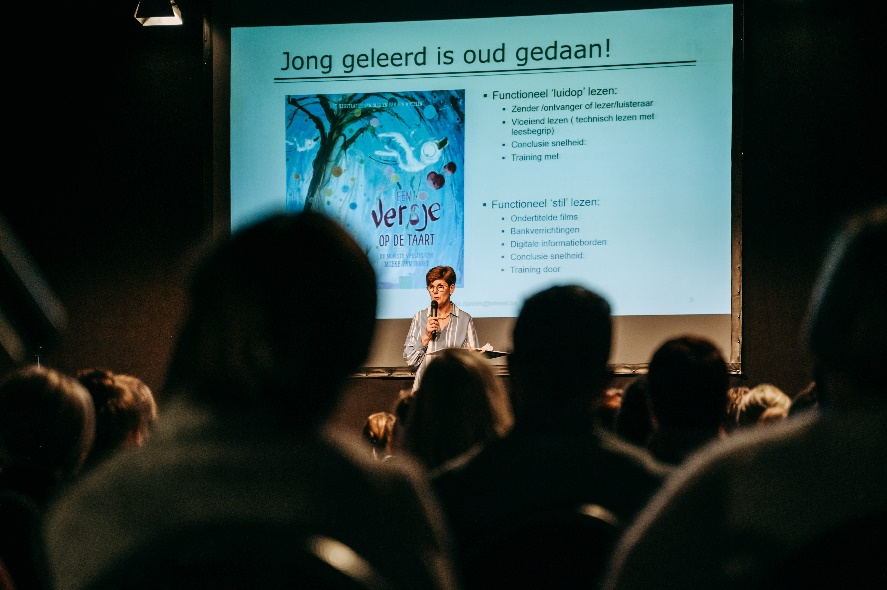 Jong geleerd is oud gedaan!
Functioneel 'luidop' lezen:
Zender /ontvanger of lezer/luisteraar
Vloeiend lezen ( technisch lezen met
leesbegrip)
Conclusie snelheid:
Training met
EEN
Versje
OP DE TAART
Functioneel 'stil' lezen:
Ondertitelde films
Bankverrichtingen
Digitale informatieborden
Conclusie snelheid:
Training door